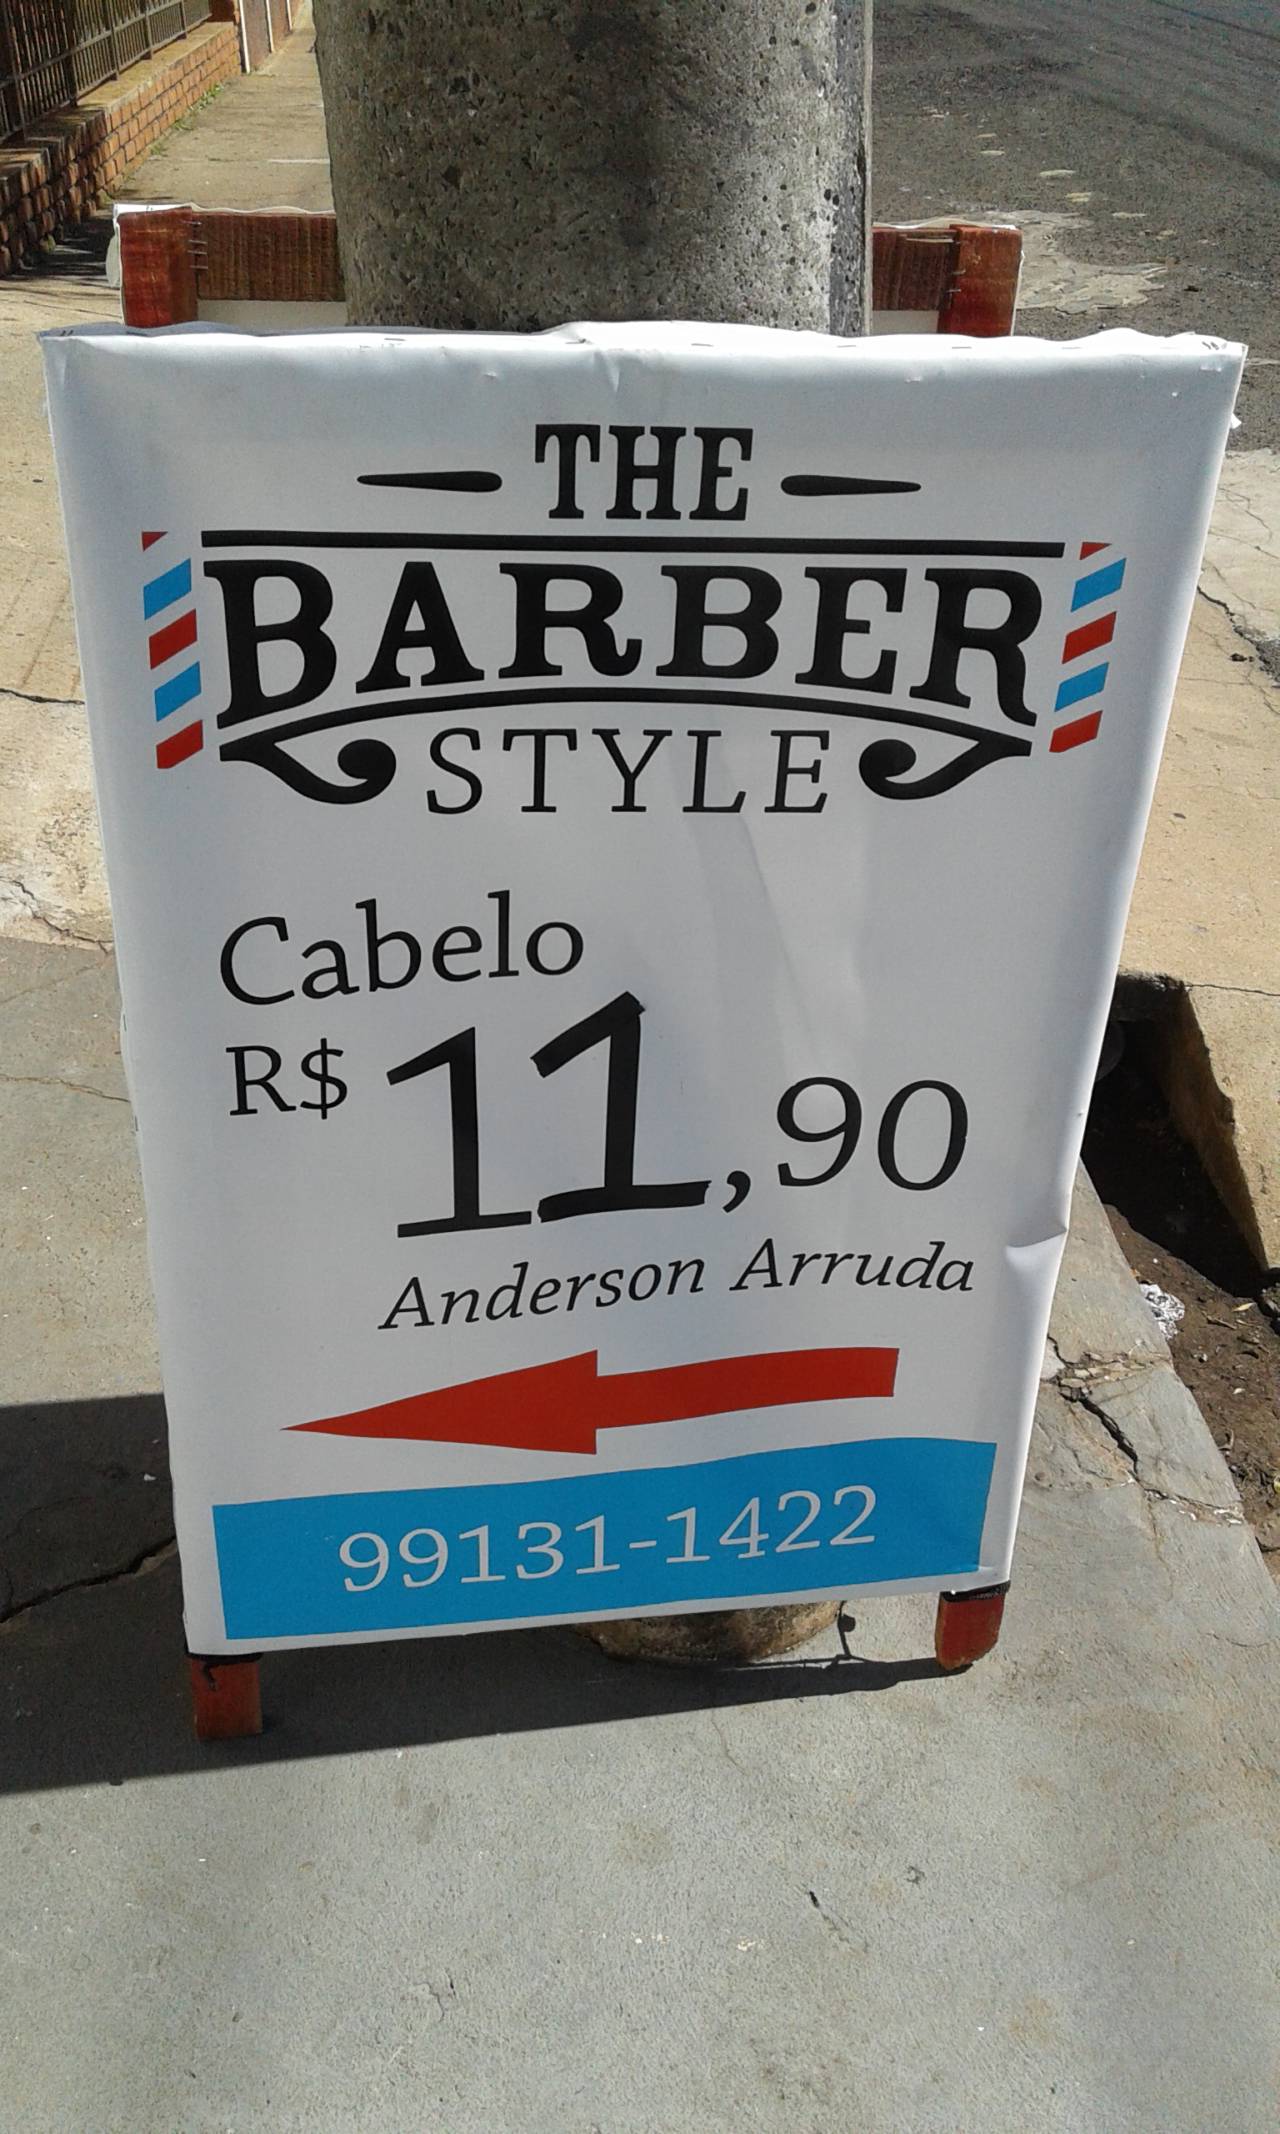 THE
BARBER
STYLE
Cabelo
R$ 11,90
Anderson Arruda
99131-1422